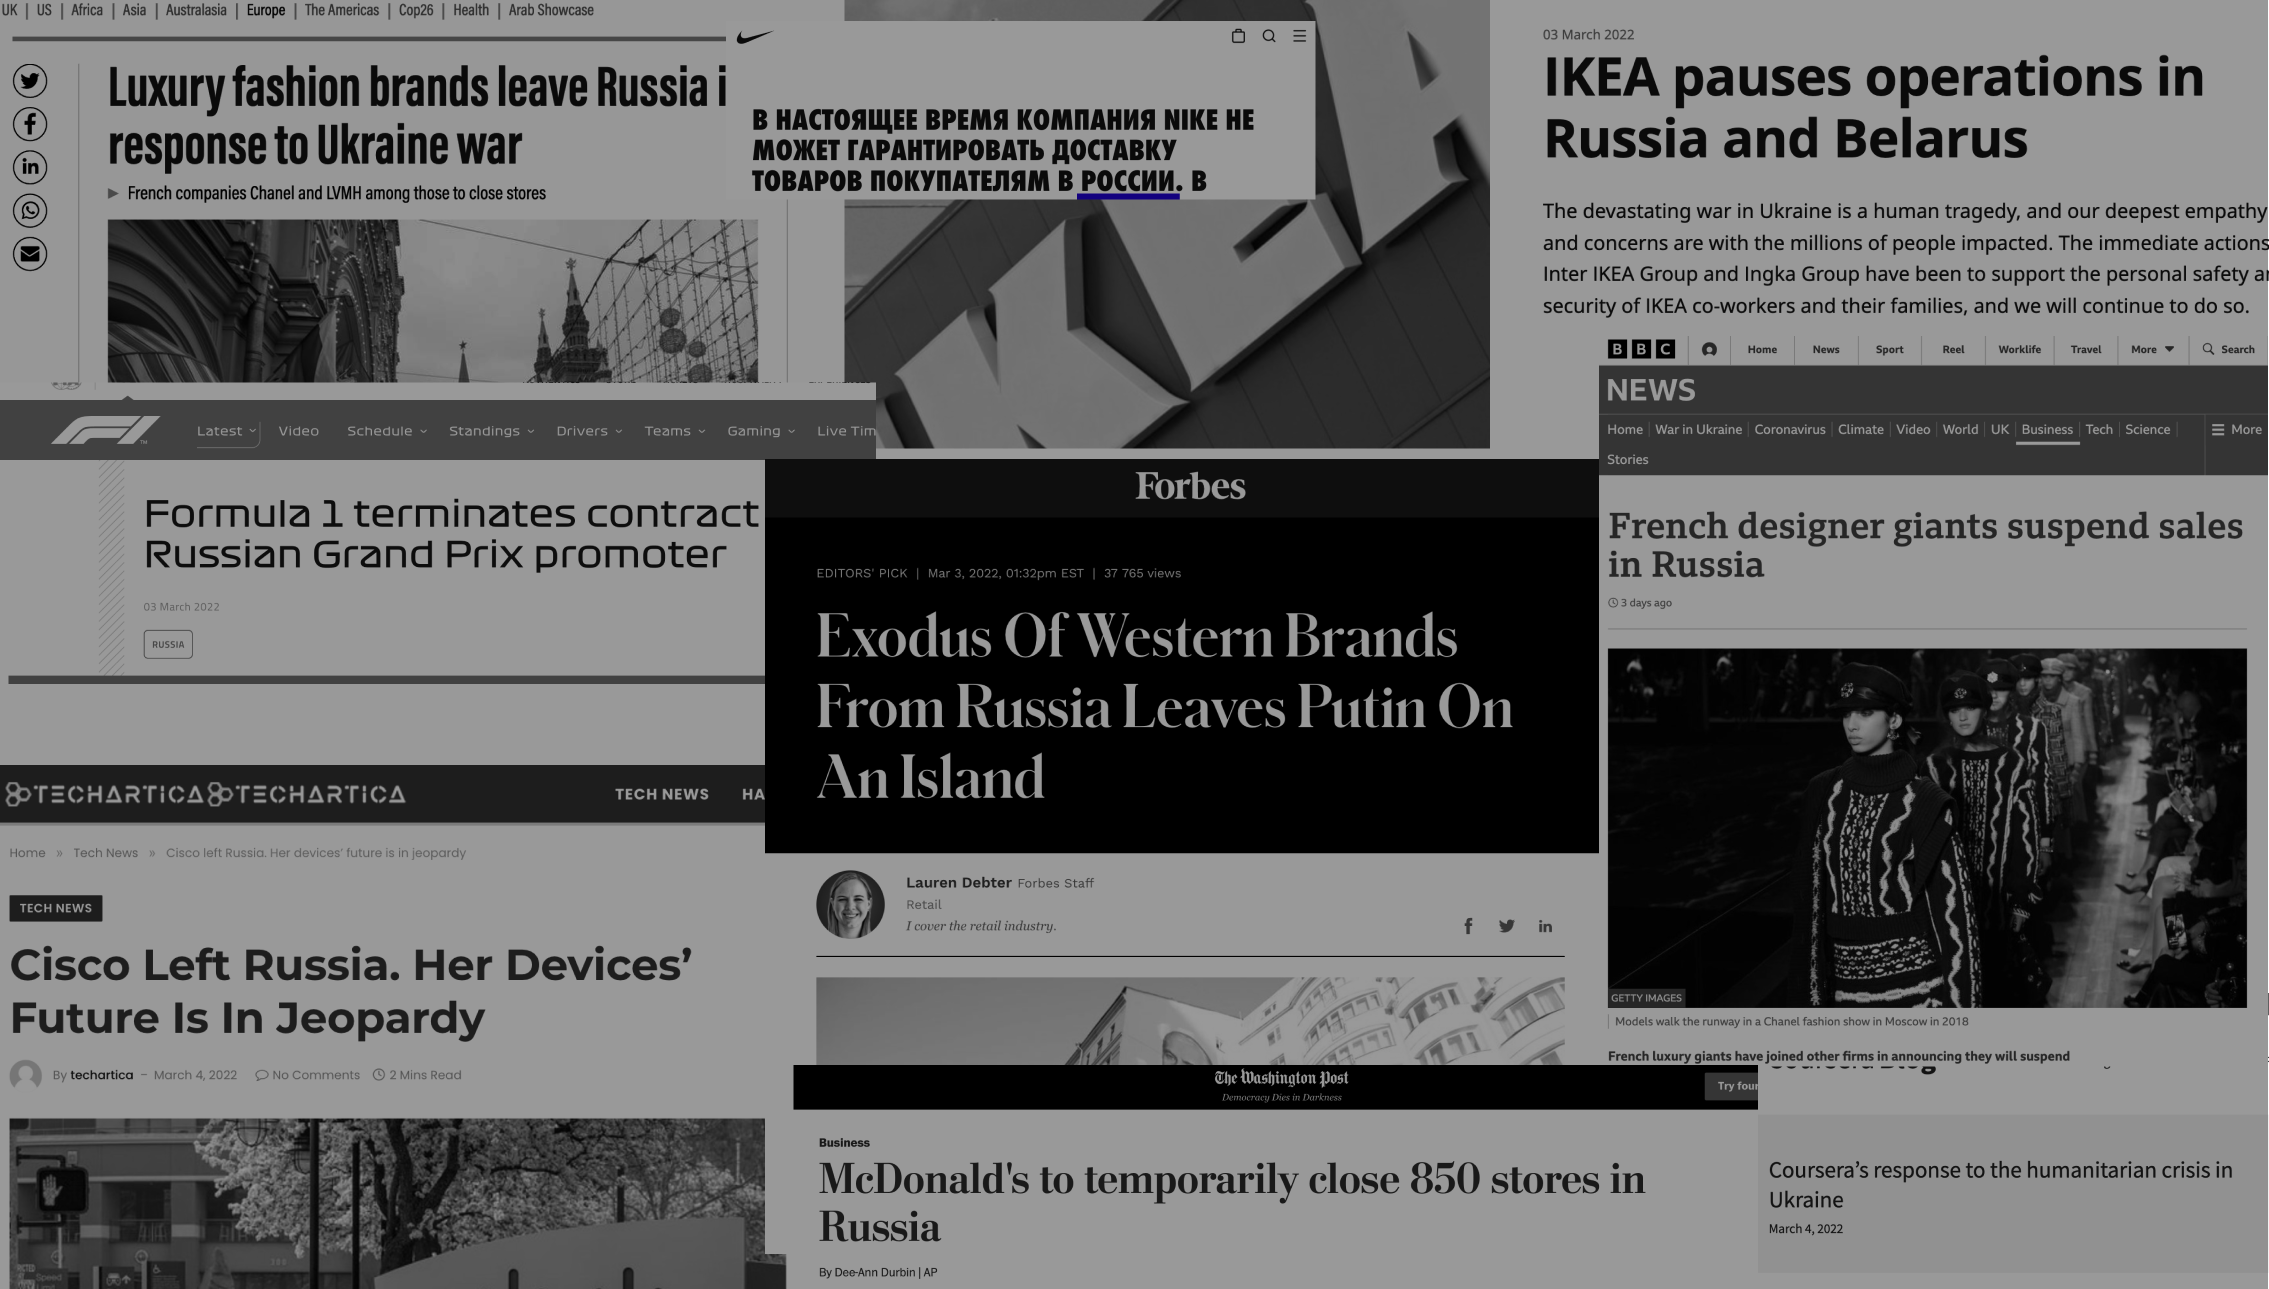 UK | US | Africa | Asia | Australasia | Europe | The Americas | Cop26 | Health | Arab Showcase
Luxury fashion brands leave Russia i
response to Ukraine war
French companies Chanel and LVMH among those to close stores
В НАСТОЯЩЕЕ ВРЕМЯ КОМПАНИЯ NIKE НЕ
МОЖЕТ ГАРАНТИРОВАТЬ ДОСТАВКУ
ТОВАРОВ ПОКУПАТЕЛЯМ В РОССИИ. В
IKEA
03 March 2022
IKEA pauses operations in
Russia and Belarus
The devastating war in Ukraine is a human tragedy, and our deepest empathy
and concerns are with the millions of people impacted. The immediate actions
Inter IKEA Group and Ingka Group have been to support the personal safety a
security of IKEA co-workers and their families, and we will continue to do so.
F1 Latest Video Schedule Standings Drivers Teams Gaming Live Tim
Formula 1 terminates contract
Russian Grand Prix promoter
03 March 2022
RUSSIA
BBC Home News Sport Reel Worklife Travel More Search
NEWS
Home | War in Ukraine | Coronavirus | Climate | Video | World | UK | Business | Tech | Science | More
Stories
French designer giants suspend sales
in Russia
3 days ago
GETTY IMAGES
Models walk the runway in a Chanel fashion show in Moscow in 2018
French luxury giants have joined other firms in announcing they will suspend
Forbes
EDITORS' PICK | Mar 3, 2022, 01:32pm EST | 37 765 views
Exodus Of Western Brands
From Russia Leaves Putin On
An Island
Lauren Debter Forbes Staff
Retail
I cover the retail industry.
TECHARTICA TECHARTICA TECH NEWS HA
Home » Tech News » Cisco left Russia. Her devices' future is in jeopardy
TECH NEWS
Cisco Left Russia. Her Devices'
Future Is In Jeopardy
By techartica – March 4, 2022 No Comments 2 Mins Read
The Washington Post
Democracy Dies in Darkness
Try four
Business
McDonald's to temporarily close 850 stores in
Russia
By Dee-Ann Durbin | AP
Coursera Blog
Coursera's response to the humanitarian crisis in
Ukraine
March 4, 2022